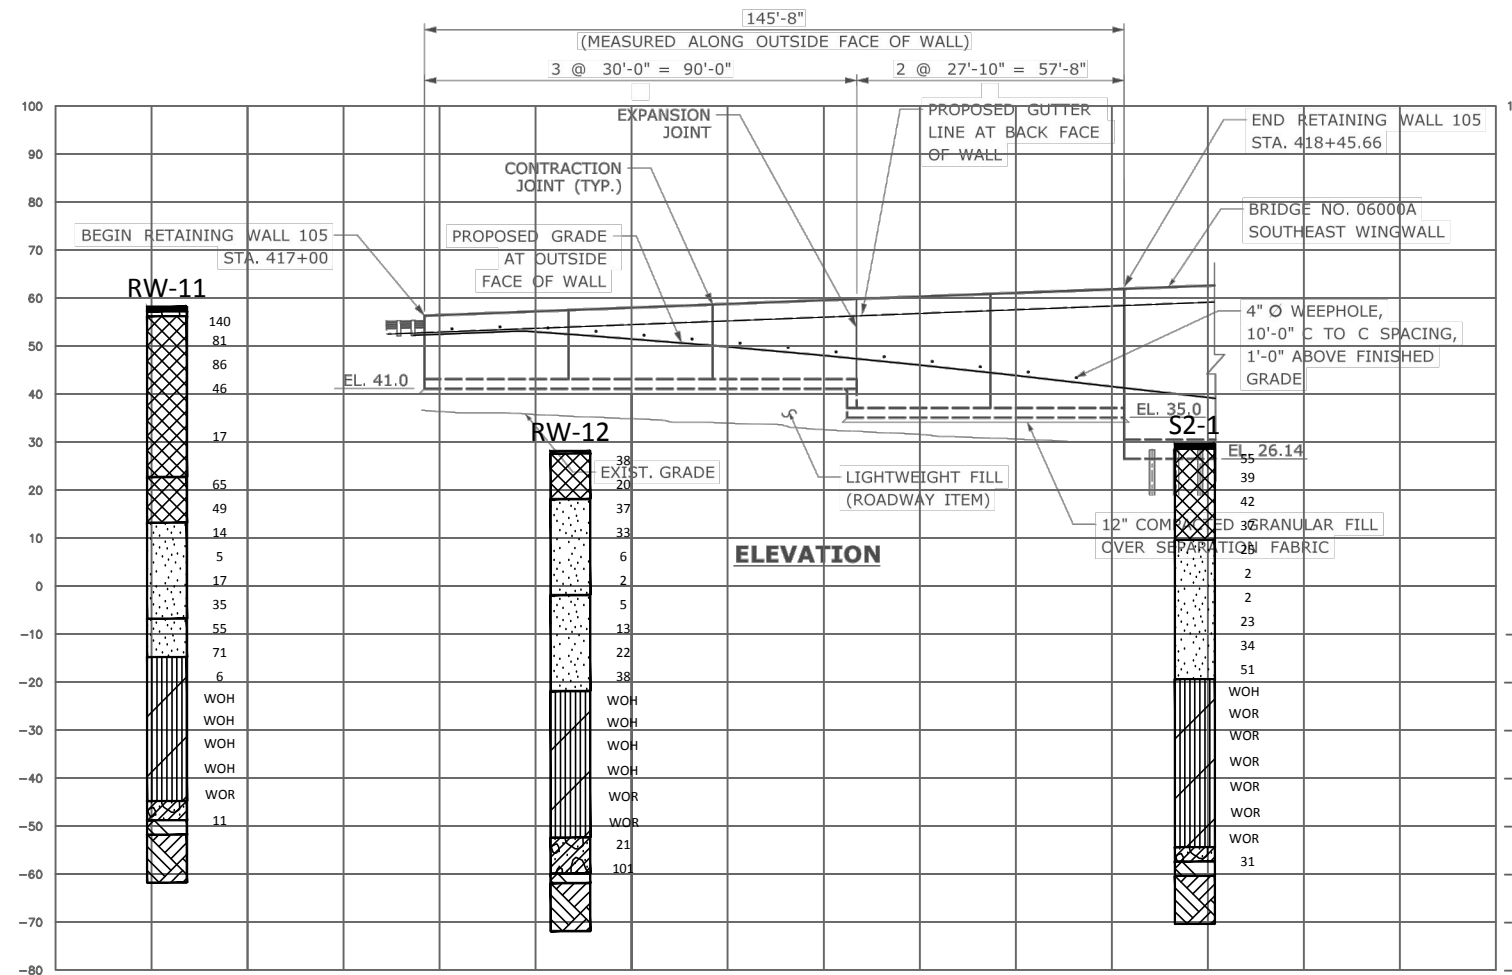 145'-8"
(MEASURED ALONG OUTSIDE FACE OF WALL)
3 @ 30'-0" = 90'-0"
2 @ 27'-10" = 57'-8"
EXPANSION
JOINT
PROPOSED GUTTER
LINE AT BACK FACE
OF WALL
END RETAINING WALL 105
STA. 418+45.66
CONTRACTION
JOINT (TYP.)
BRIDGE NO. 06000A
SOUTHEAST WINGWALL
BEGIN RETAINING WALL 105
STA. 417+00
PROPOSED GRADE
AT OUTSIDE
FACE OF WALL
4" Ø WEEPHOLE,
10'-0" C TO C SPACING,
1'-0" ABOVE FINISHED
GRADE
EL. 41.0
EL. 35.0
EL. 26.14
EXIST. GRADE
LIGHTWEIGHT FILL
(ROADWAY ITEM)
12" COMPACTED GRANULAR FILL
OVER SEPARATION FABRIC
ELEVATION
100
90
80
70
60
50
40
30
20
10
0
-10
-20
-30
-40
-50
-60
-70
-80
RW-11
140
81
86
46
17
65
49
14
5
17
35
55
71
6
WOH
WOH
WOH
WOH
WOR
11
RW-12
38
20
37
33
6
2
5
13
22
38
WOH
WOH
WOH
WOH
WOR
WOR
21
101
S2-1
55
39
42
37
25
2
2
23
34
51
WOH
WOR
WOR
WOR
WOR
WOR
WOR
31